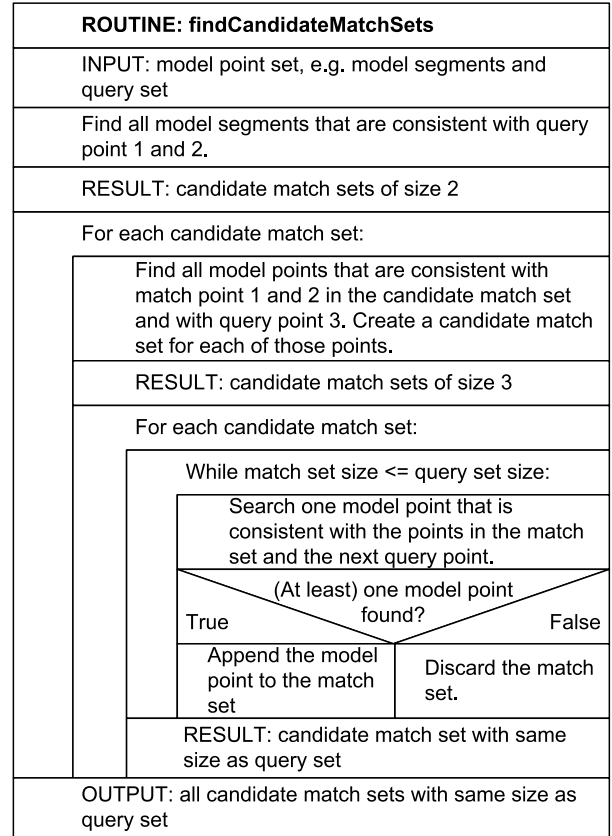 ROUTINE: findCandidateMatchSets
INPUT: model point set, e.g. model segments and
query set
Find all model segments that are consistent with query
point 1 and 2.
RESULT: candidate match sets of size 2
For each candidate match set:
Find all model points that are consistent with
match point 1 and 2 in the candidate match set
and with query point 3. Create a candidate match
set for each of those points.
RESULT: candidate match sets of size 3
For each candidate match set:
While match set size <= query set size:
Search one model point that is
consistent with the points in the match
set and the next query point.
(At least) one model point
found?
True
False
Append the model
point to the match
set
Discard the match
set.
RESULT: candidate match set with same
size as query set
OUTPUT: all candidate match sets with same size as
query set